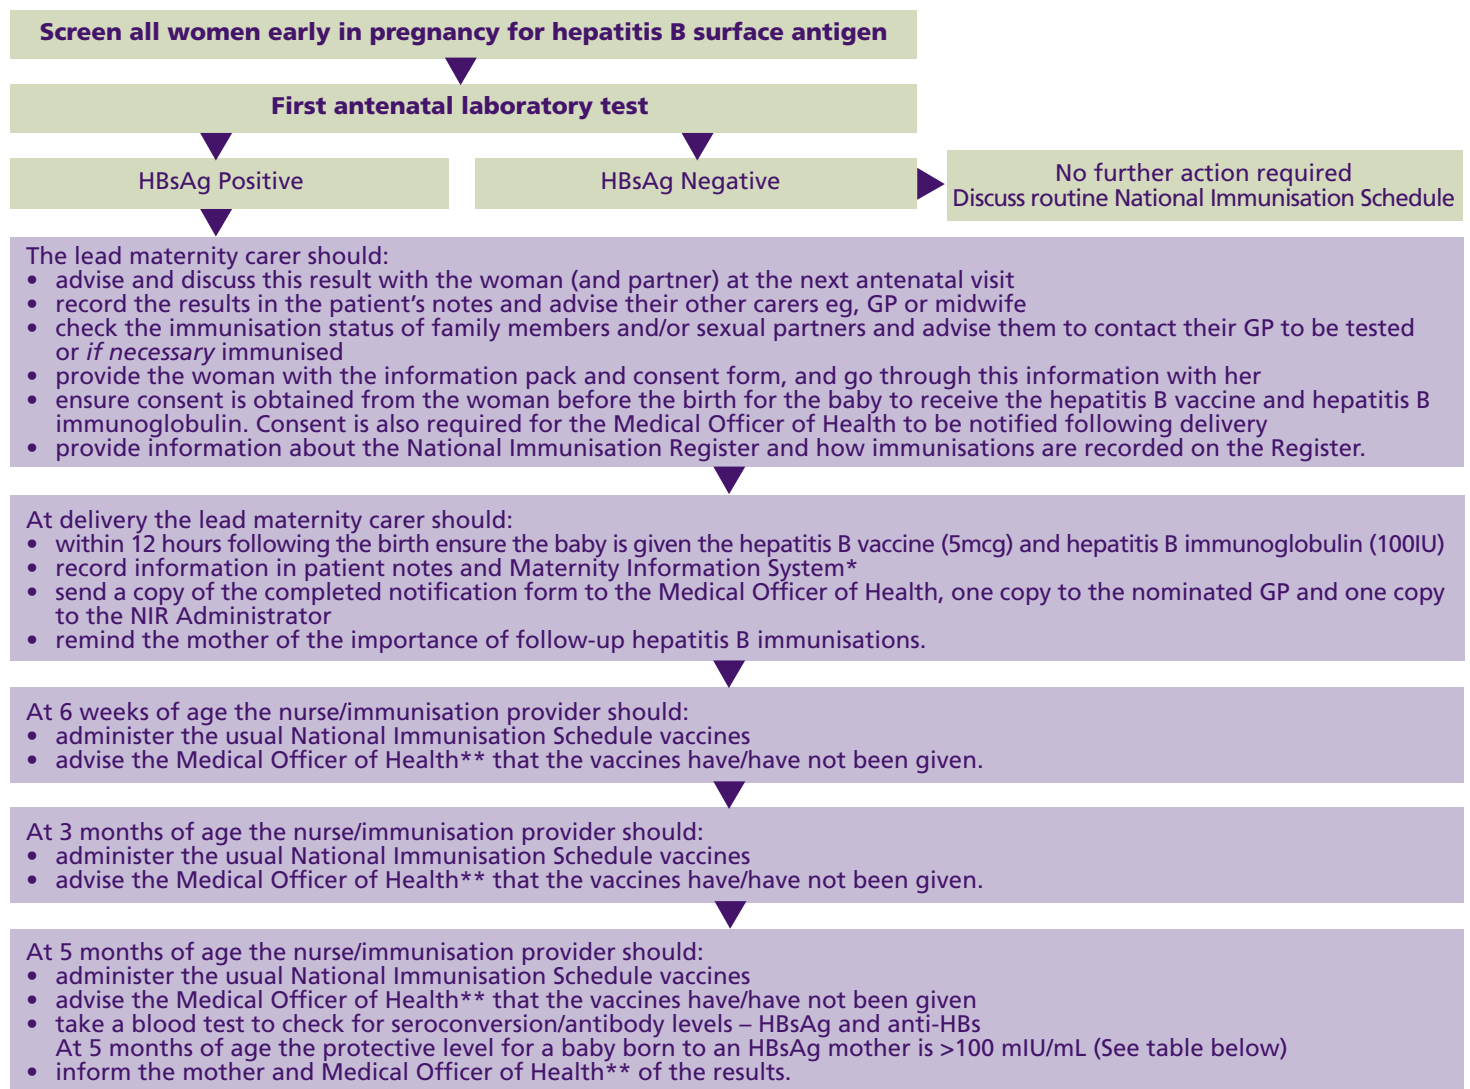 Screen all women early in pregnancy for hepatitis B surface antigen
First antenatal laboratory test
HBsAg Positive
HBsAg Negative
No further action required
Discuss routine National Immunisation Schedule
The lead maternity carer should:
• advise and discuss this result with the woman (and partner) at the next antenatal visit
• record the results in the patient’s notes and advise their other carers eg, GP or midwife
• check the immunisation status of family members and/or sexual partners and advise them to contact their GP to be tested
or if necessary immunised
• provide the woman with the information pack and consent form, and go through this information with her
• ensure consent is obtained from the woman before the birth for the baby to receive the hepatitis B vaccine and hepatitis B
immunoglobulin. Consent is also required for the Medical Officer of Health to be notified following delivery
• provide information about the National Immunisation Register and how immunisations are recorded on the Register.
At delivery the lead maternity carer should:
• within 12 hours following the birth ensure the baby is given the hepatitis B vaccine (5mcg) and hepatitis B immunoglobulin (100IU)
• record information in patient notes and Maternity Information System*
• send a copy of the completed notification form to the Medical Officer of Health, one copy to the nominated GP and one copy
to the NIR Administrator
• remind the mother of the importance of follow-up hepatitis B immunisations.
At 6 weeks of age the nurse/immunisation provider should:
• administer the usual National Immunisation Schedule vaccines
• advise the Medical Officer of Health** that the vaccines have/have not been given.
At 3 months of age the nurse/immunisation provider should:
• administer the usual National Immunisation Schedule vaccines
• advise the Medical Officer of Health** that the vaccines have/have not been given.
At 5 months of age the nurse/immunisation provider should:
• administer the usual National Immunisation Schedule vaccines
• advise the Medical Officer of Health** that the vaccines have/have not been given
• take a blood test to check for seroconversion/antibody levels – HBsAg and anti-HBs
At 5 months of age the protective level for a baby born to an HBsAg mother is >100 mIU/mL (See table below)
• inform the mother and Medical Officer of Health** of the results.